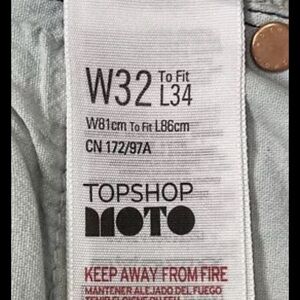 W32 To Fit L34
W81cm To Fit L86cm
CN 172/97A
TOPSHOP
MOTO
KEEP AWAY FROM FIRE
MANTENER ALEJADO DEL FUEGO